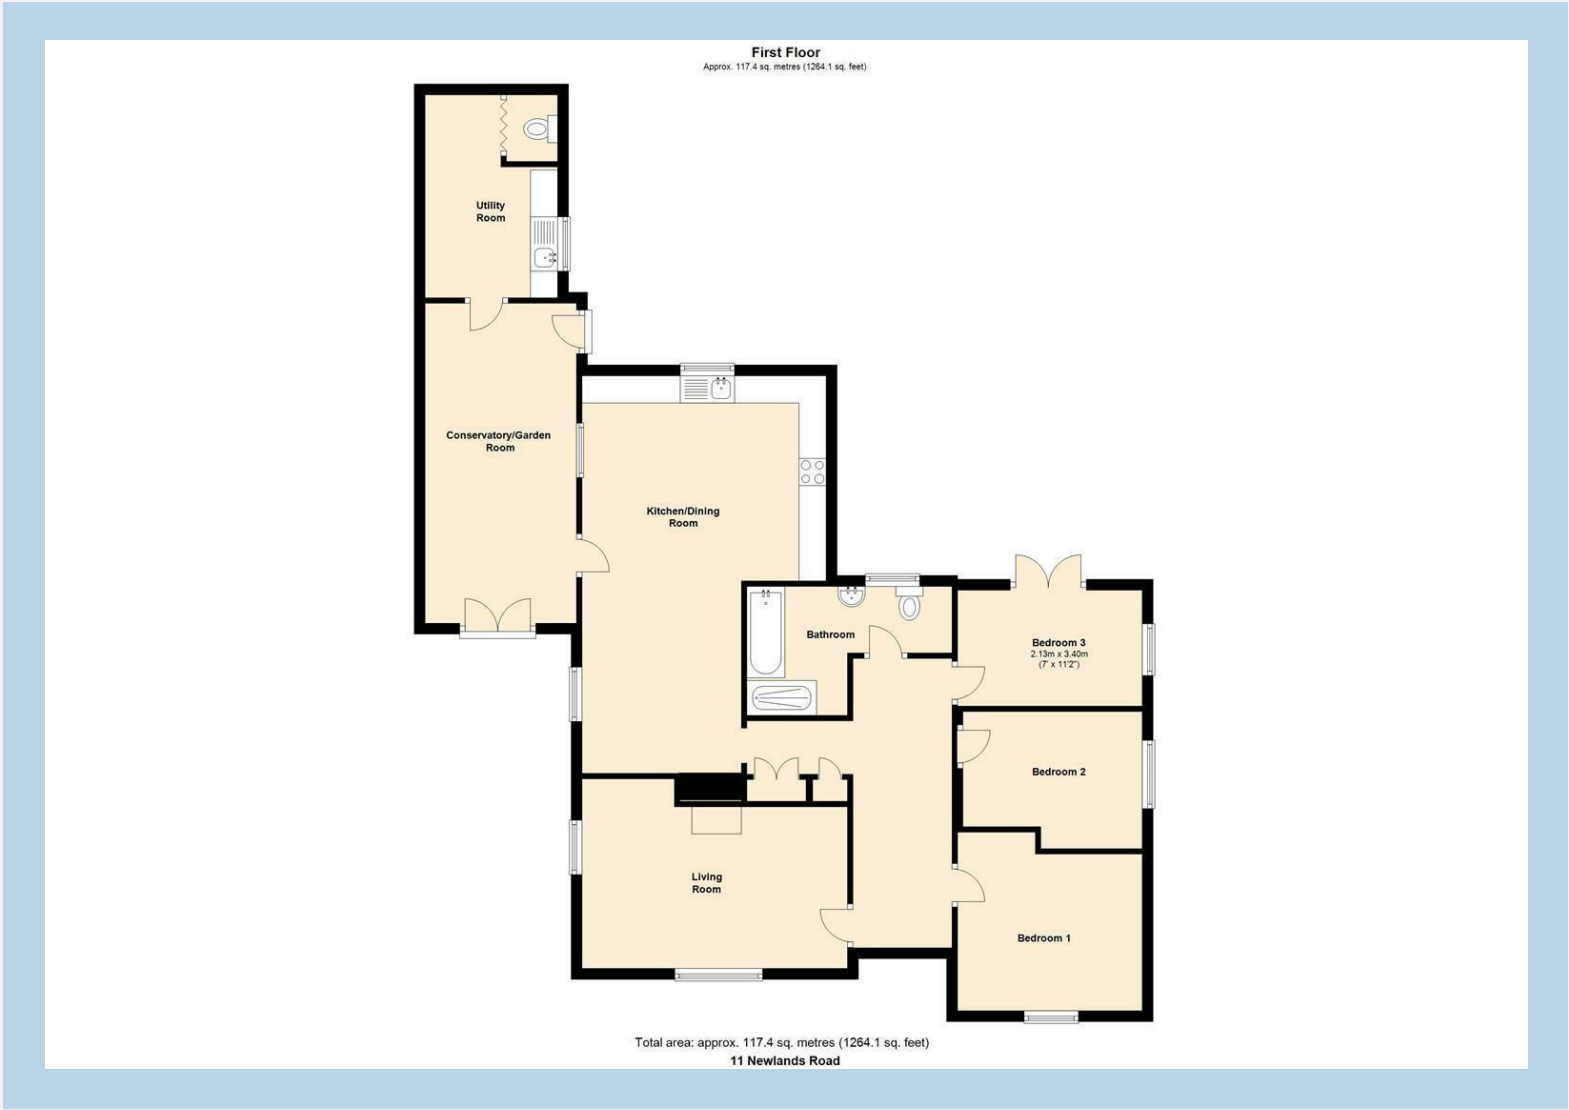 First Floor
Approx. 117.4 sq. metres (1264.1 sq. feet)
Utility
Room
Conservatory/Garden
Room
Kitchen/Dining
Room
Bathroom
Bedroom 3
2.13m x 3.40m
(7' x 11'2")
Bedroom 2
Living
Room
Bedroom 1
Total area: approx. 117.4 sq. metres (1264.1 sq. feet)
11 Newlands Road